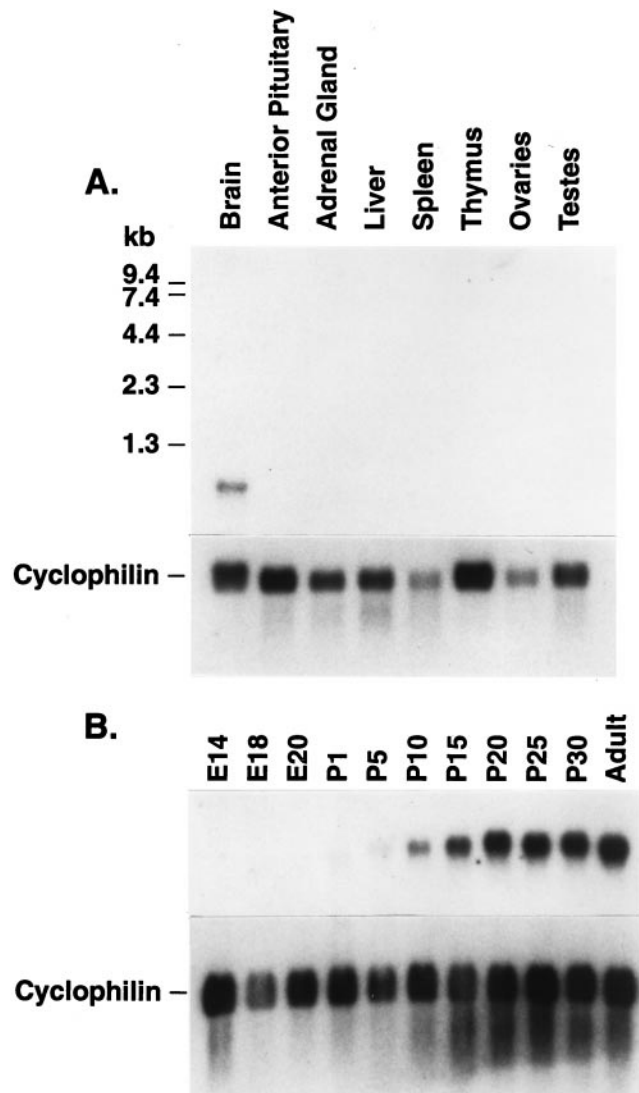 A.
Brain
Anterior Pituitary
Adrenal Gland
Liver
Spleen
Thymus
Ovaries
Testes
kb
9.4
7.4
4.4
2.3
1.3
Cyclophilin
B.
E14
E18
E20
P1
P5
P10
P15
P20
P25
P30
Adult
Cyclophilin